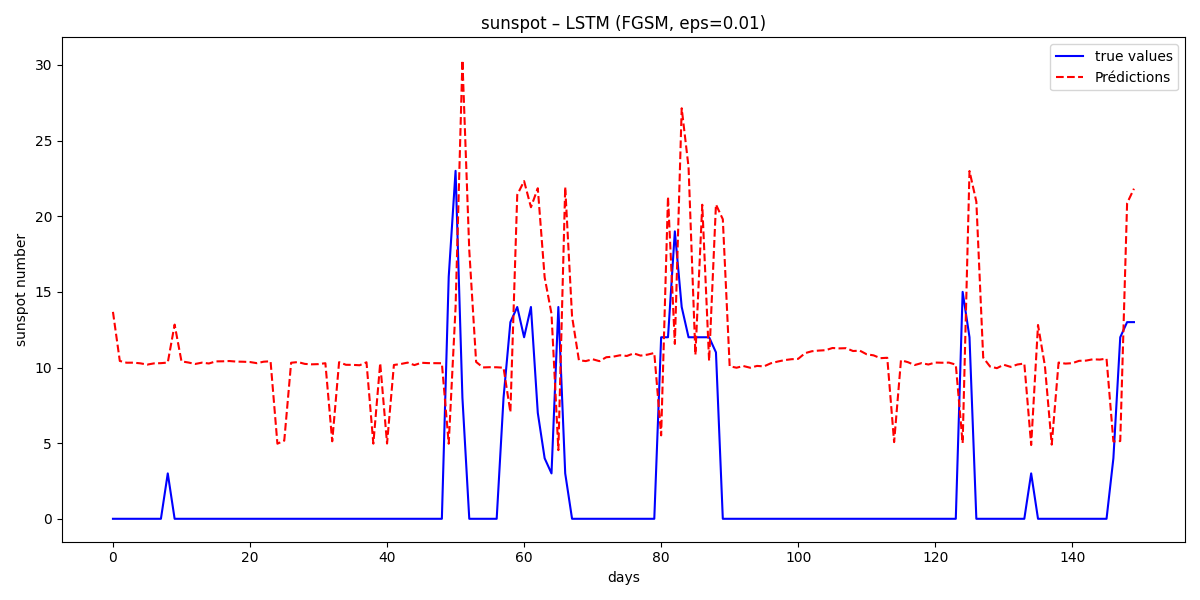 sunspot – LSTM (FGSM, eps=0.01)
true values
Prédictions
sunspot number
30
25
20
15
10
5
0
0 20 40 60 80 100 120 140
days